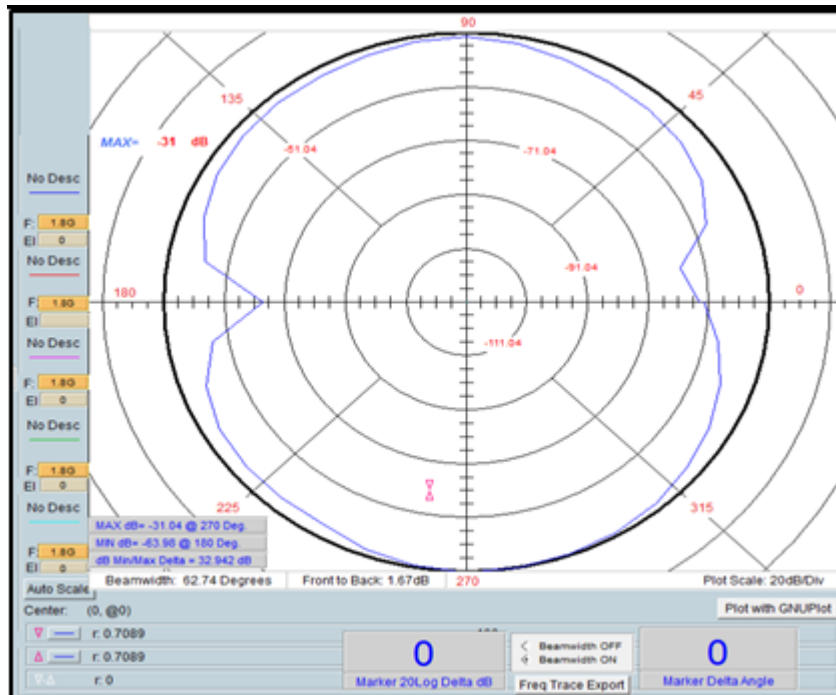 90
135
45
MAX= -31 dB
-51.04
-71.04
No Desc
F: 1.8G
El 0
No Desc
-91.04
180
0
F: 1.8G
El
No Desc
-111.04
F: 1.8G
El 0
No Desc
F: 1.8G
El 0
No Desc
225
315
MAX dB= -31.04 @ 270 Deg.
MIN dB= -63.98 @ 180 Deg.
dB Min/Max Delta = 32.942 dB
F: 1.8G
El 0
Auto Scale
Beamwidth: 62.74 Degrees
Front to Back: 1.67dB
270
Plot Scale: 20dB/Div
Center: (0, @0)
Plot with GNUPlot
r: 0.7089
r: 0.7089
r: 0
0
Marker 20Log Delta dB
Beamwidth OFF
Beamwidth ON
Freq Trace Export
0
Marker Delta Angle